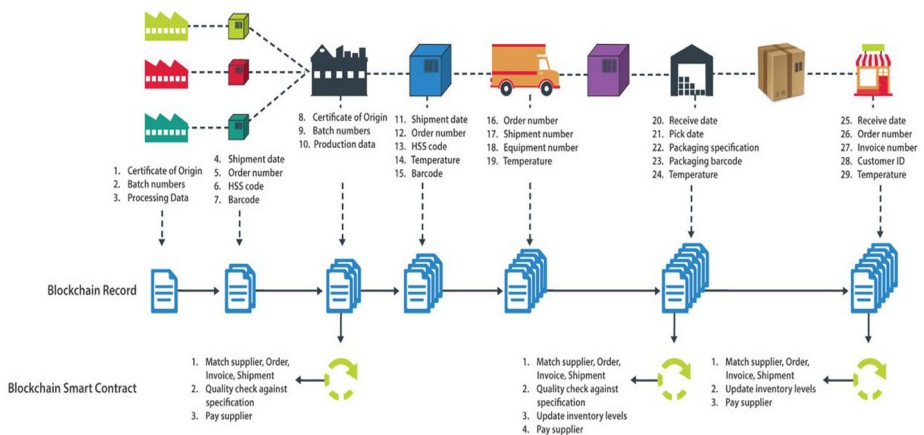 1. Certificate of Origin
2. Batch numbers
3. Processing Data
4. Shipment date
5. Order number
6. HSS code
7. Barcode
8. Certificate of Origin
9. Batch numbers
10. Production data
11. Shipment date
12. Order number
13. HSS code
14. Temperature
15. Barcode
16. Order number
17. Shipment number
18. Equipment number
19. Temperature
20. Receive date
21. Pick date
22. Packaging specification
23. Packaging barcode
24. Temperature
25. Receive date
26. Order number
27. Invoice number
28. Customer ID
29. Temperature
Blockchain Record
Blockchain Smart Contract
1. Match supplier, Order,
Invoice, Shipment
2. Quality check against
specification
3. Pay supplier
1. Match supplier, Order,
Invoice, Shipment
2. Quality check against
specification
3. Update inventory levels
4. Pay supplier
1. Match supplier, Order,
Invoice, Shipment
2. Update inventory levels
3. Pay supplier